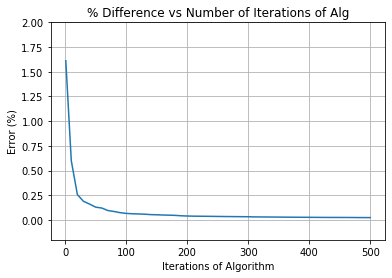 % Difference vs Number of Iterations of Alg
2.00
1.75
1.50
1.25
1.00
0.75
0.50
0.25
0.00
Error (%)
0 100 200 300 400 500
Iterations of Algorithm